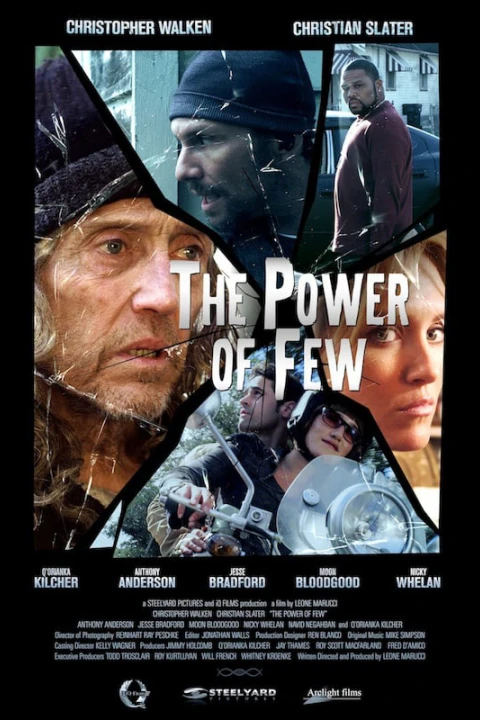 CHRISTOPHER WALKEN CHRISTIAN SLATER
THE POWER
OF FEW
Q'ORIANKA KILCHER ANTHONY ANDERSON JESSE BRADFORD MOON BLOODGOOD NICKY WHELAN
a STEELYARD PICTURES and iQ FILMS production a film by LEONE MARUCCI
CHRISTOPHER WALKEN CHRISTIAN SLATER "THE POWER OF FEW"
ANTHONY ANDERSON JESSE BRADFORD MOON BLOODGOOD NICKY WHELAN NAVID NEGAHBAN and Q'ORIANKA KILCHER
Director of Photography REINHART RAY PESCHKE Editor JONATHAN WALLS Production Designer REN BLANCO Original Music MIKE SIMPSON
Casting Director KELLY WAGNER Producers JIMMY HOLCOMB Q'ORIANKA KILCHER JAY THAMES ROY SCOTT MACFARLAND FRED D'AMICO
Executive Producers TODD TROSCLAIR ROY KURTLUYAN WILL FRENCH WHITNEY KROENKE Written Directed and Produced by LEONE MARUCCI
STEELYARD
PICTURES
Arclight films